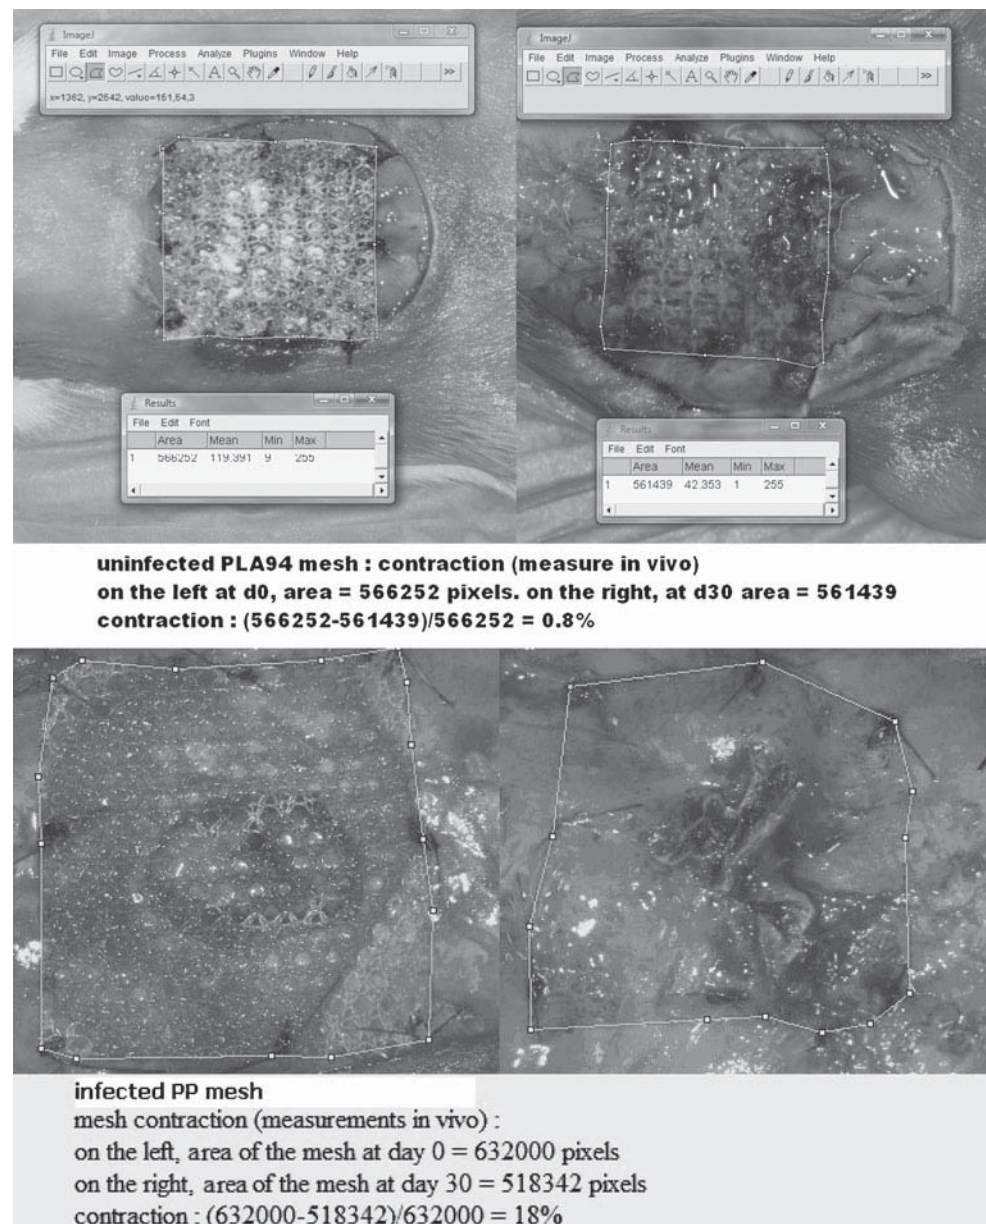 ImageJ
File Edit Image Process Analyze Plugins Window Help
x=1362, y=2542, value=151,54,3
ImageJ
File Edit Image Process Analyze Plugins Window Help
Results
File Edit Font
Area Mean Min Max
1 566252 119.391 9 255
Results
File Edit Font
Area Mean Min Max
1 561439 42.353 1 255
uninfected PLA94 mesh : contraction (measure in vivo)
on the left at d0, area = 566252 pixels. on the right, at d30 area = 561439
contraction : (566252-561439)/566252 = 0.8%
infected PP mesh
mesh contraction (measurements in vivo) :
on the left, area of the mesh at day 0 = 632000 pixels
on the right, area of the mesh at day 30 = 518342 pixels
contraction : (632000-518342)/632000 = 18%